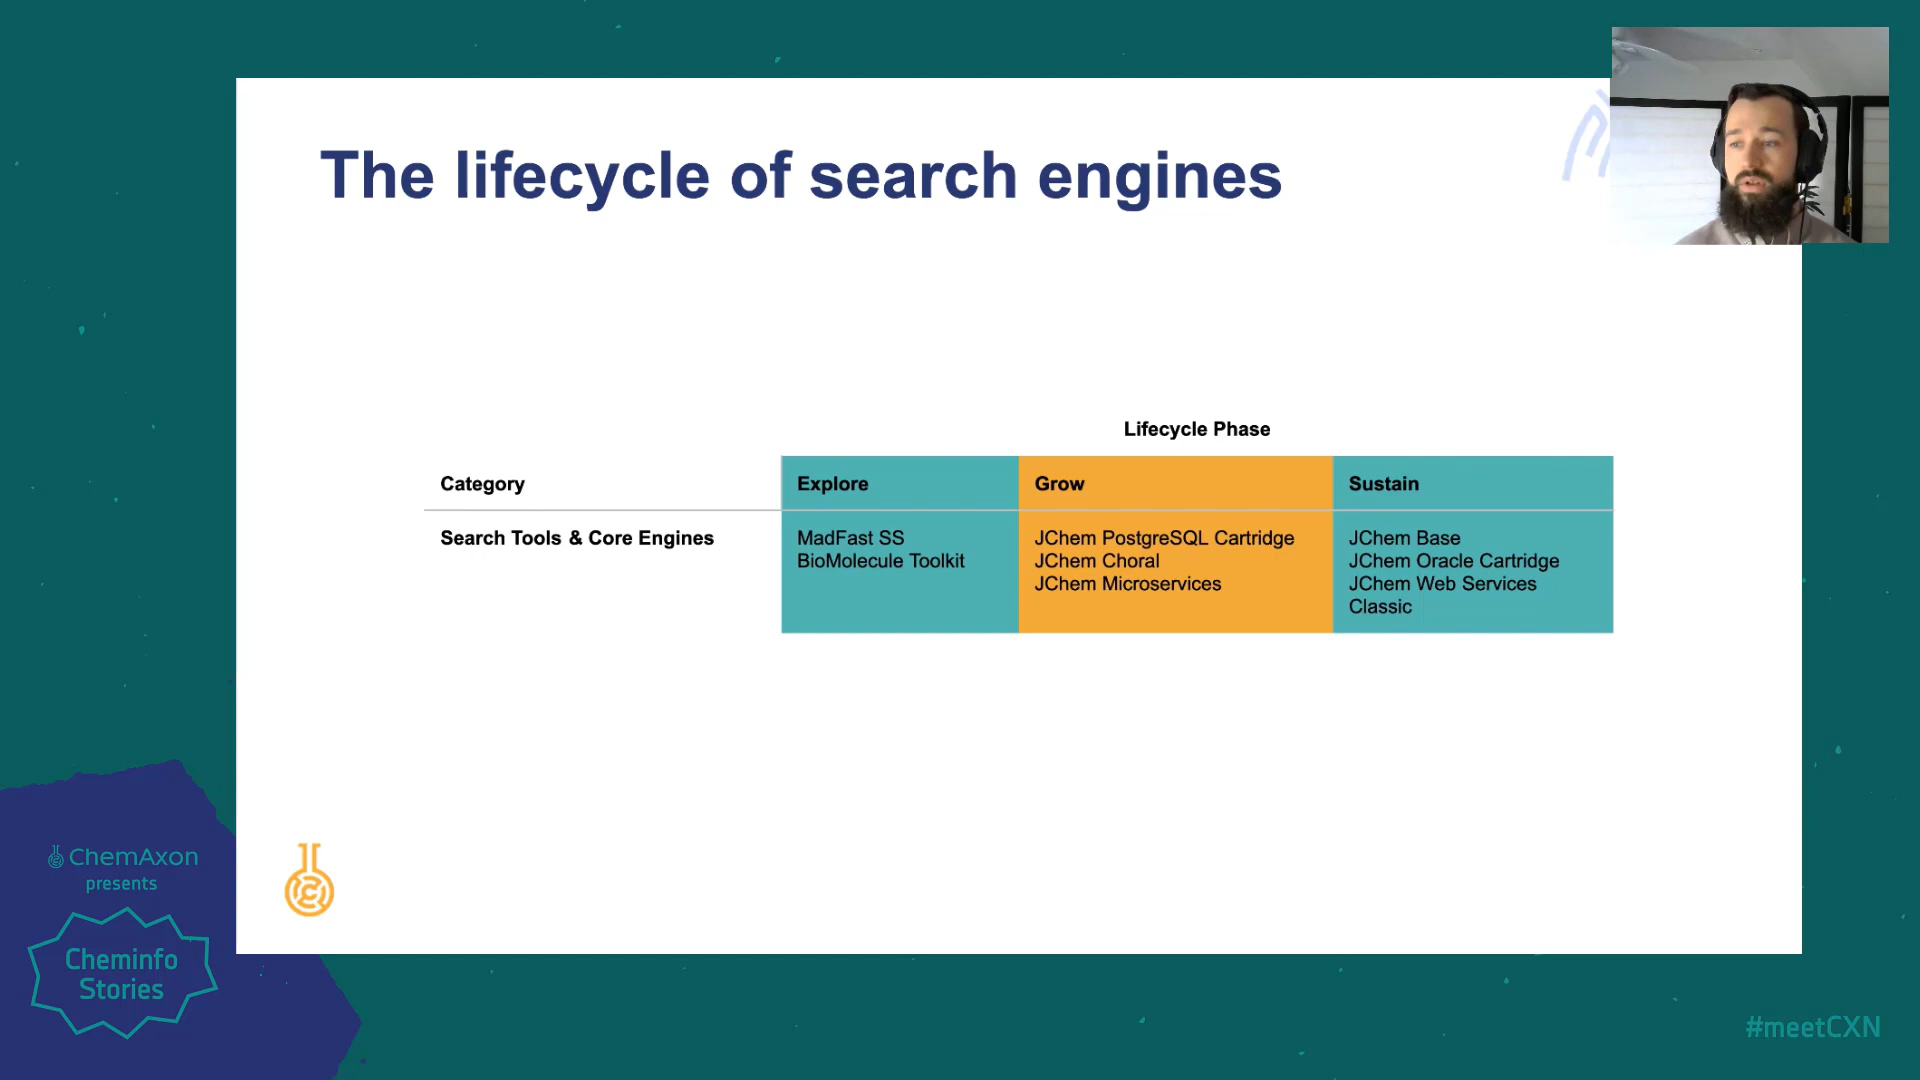 The lifecycle of search engines
Lifecycle Phase
Category
Explore
Grow
Sustain
Search Tools & Core Engines
MadFast SS
BioMolecule Toolkit
JChem PostgreSQL Cartridge
JChem Choral
JChem Microservices
JChem Base
JChem Oracle Cartridge
JChem Web Services
Classic
ChemAxon
presents
Cheminfo
Stories
#meetCXN